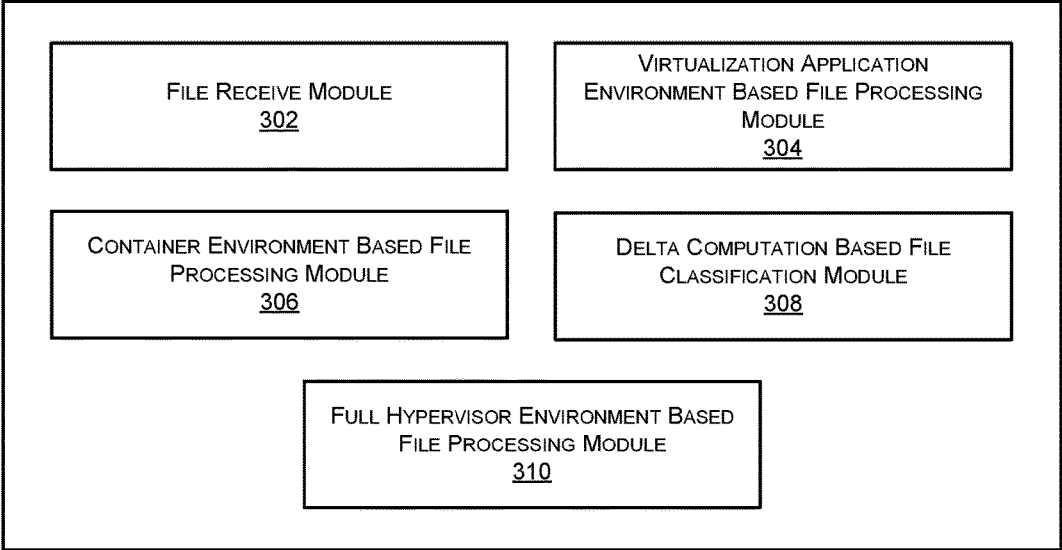 FILE RECEIVE MODULE
302
VIRTUALIZATION APPLICATION
ENVIRONMENT BASED FILE PROCESSING
MODULE
304
CONTAINER ENVIRONMENT BASED FILE
PROCESSING MODULE
306
DELTA COMPUTATION BASED FILE
CLASSIFICATION MODULE
308
FULL HYPERVISOR ENVIRONMENT BASED
FILE PROCESSING MODULE
310